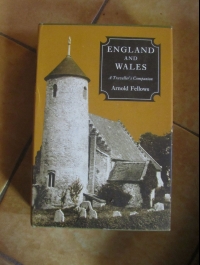 ENGLAND
AND
WALES
A Traveller's Companion
Arnold Fellows